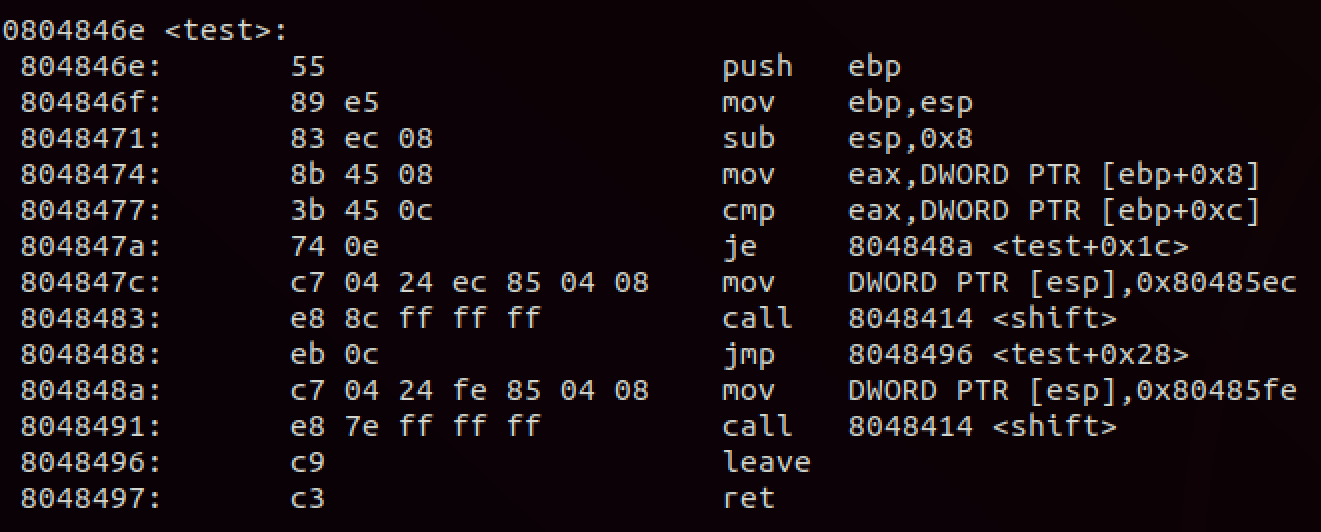 0804846e <test>:
804846e: 55 push ebp
804846f: 89 e5 mov ebp,esp
8048471: 83 ec 08 sub esp,0x8
8048474: 8b 45 08 mov eax,DWORD PTR [ebp+0x8]
8048477: 3b 45 0c cmp eax,DWORD PTR [ebp+0xc]
804847a: 74 0e je 804848a <test+0x1c>
804847c: c7 04 24 ec 85 04 08 mov DWORD PTR [esp],0x80485ec
8048483: e8 8c ff ff ff call 8048414 <shift>
8048488: eb 0c jmp 8048496 <test+0x28>
804848a: c7 04 24 fe 85 04 08 mov DWORD PTR [esp],0x80485fe
8048491: e8 7e ff ff ff call 8048414 <shift>
8048496: c9 leave
8048497: c3 ret